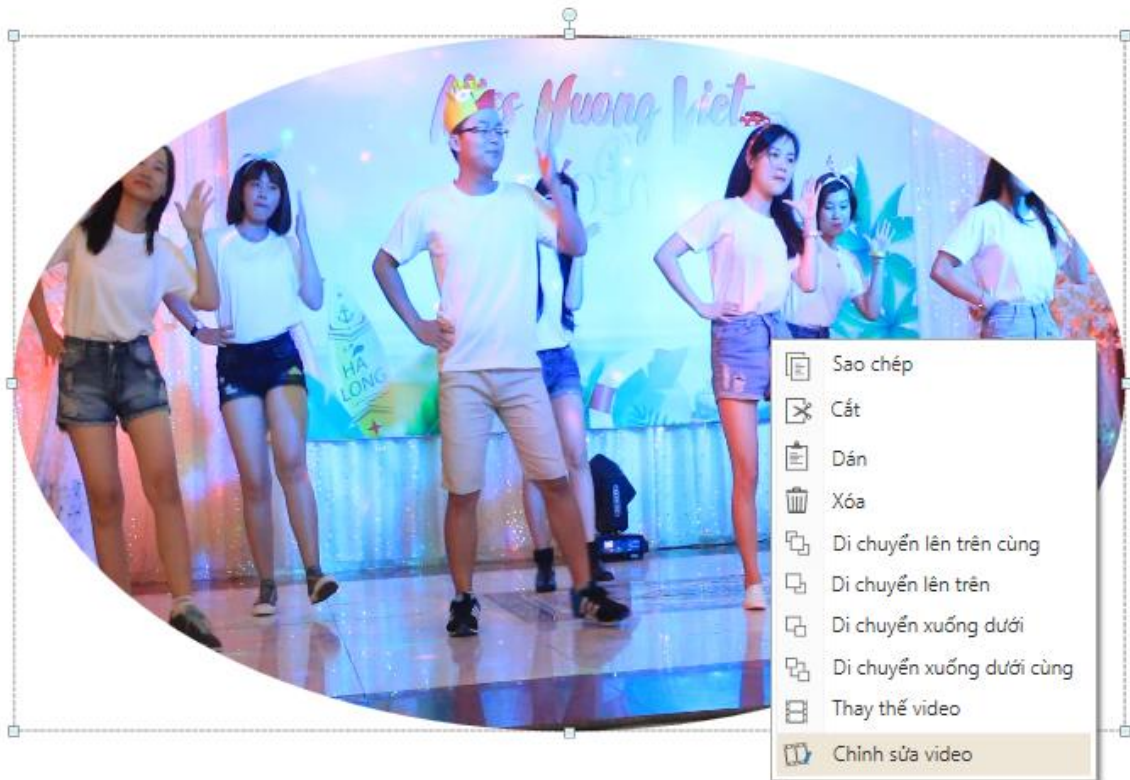 Miss Huong Viet
HA
LONG
Sao chép
Cắt
Dán
Xóa
Di chuyển lên trên cùng
Di chuyển lên trên
Di chuyển xuống dưới
Di chuyển xuống dưới cùng
Thay thế video
Chỉnh sửa video